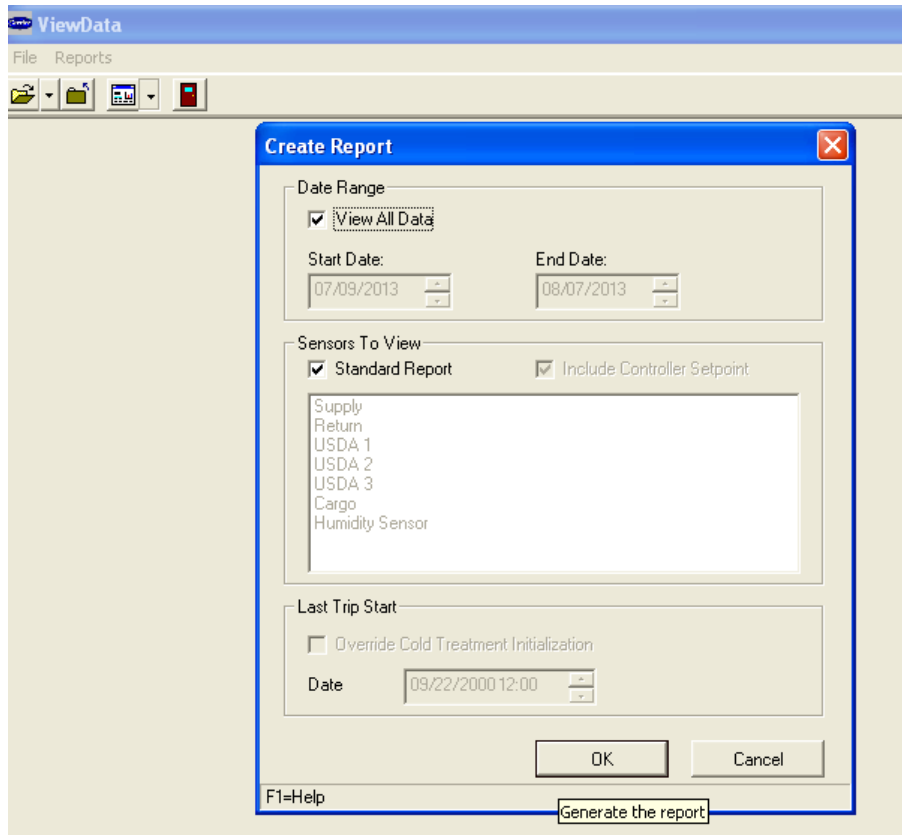 Carrier ViewData
File Reports
Create Report
Date Range
View All Data
Start Date: End Date:
07/09/2013 08/07/2013
Sensors To View
Standard Report Include Controller Setpoint
Supply
Return
USDA 1
USDA 2
USDA 3
Cargo
Humidity Sensor
Last Trip Start
Override Cold Treatment Initialization
Date 09/22/2000 12:00
OK Cancel
F1=Help
Generate the report